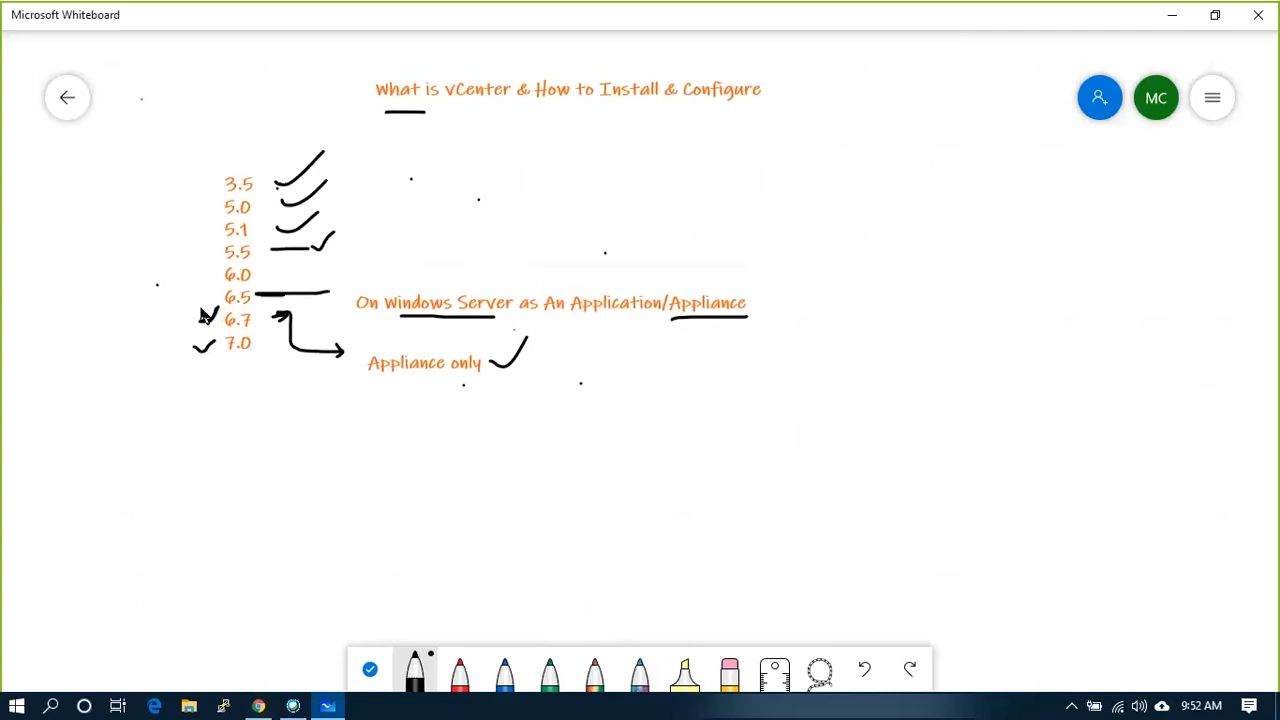 Microsoft Whiteboard
What is vCenter & How to Install & Configure
MC
3.5
5.0
5.1
5.5
6.0
6.5
On Windows Server as An Application/Appliance
6.7
7.0
Appliance only
9:52 AM